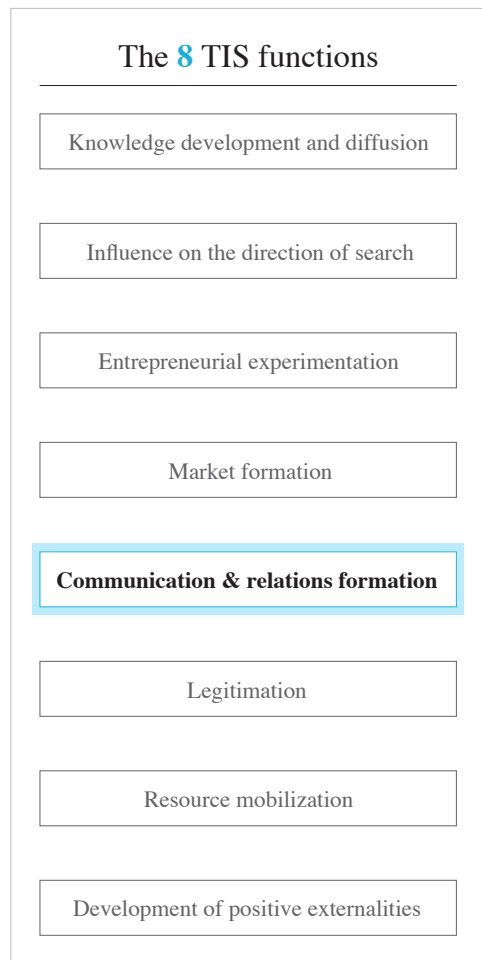 The 8 TIS functions
Knowledge development and diffusion
Influence on the direction of search
Entrepreneurial experimentation
Market formation
Communication & relations formation
Legitimation
Resource mobilization
Development of positive externalities